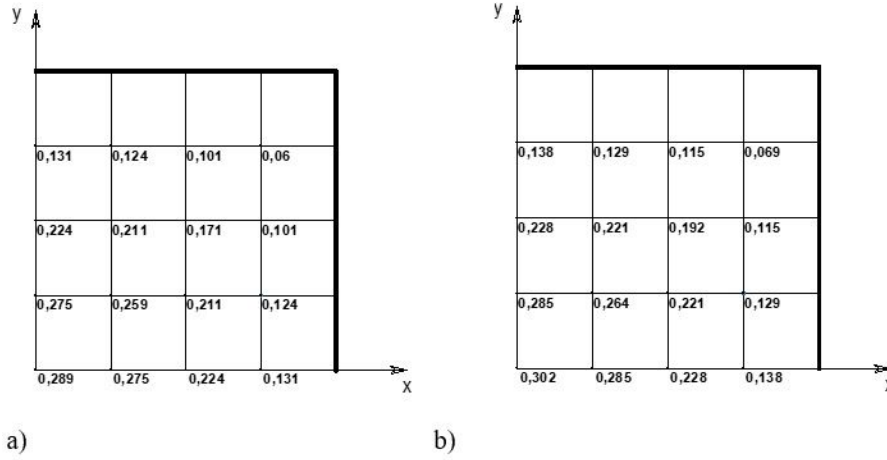 y
y
0,131 0,124 0,101 0,06
0,138 0,129 0,115 0,069
0,224 0,211 0,171 0,101
0,228 0,221 0,192 0,115
0,275 0,259 0,211 0,124
0,285 0,264 0,221 0,129
0,289 0,275 0,224 0,131
x
0,302 0,285 0,228 0,138
x
a)
b)